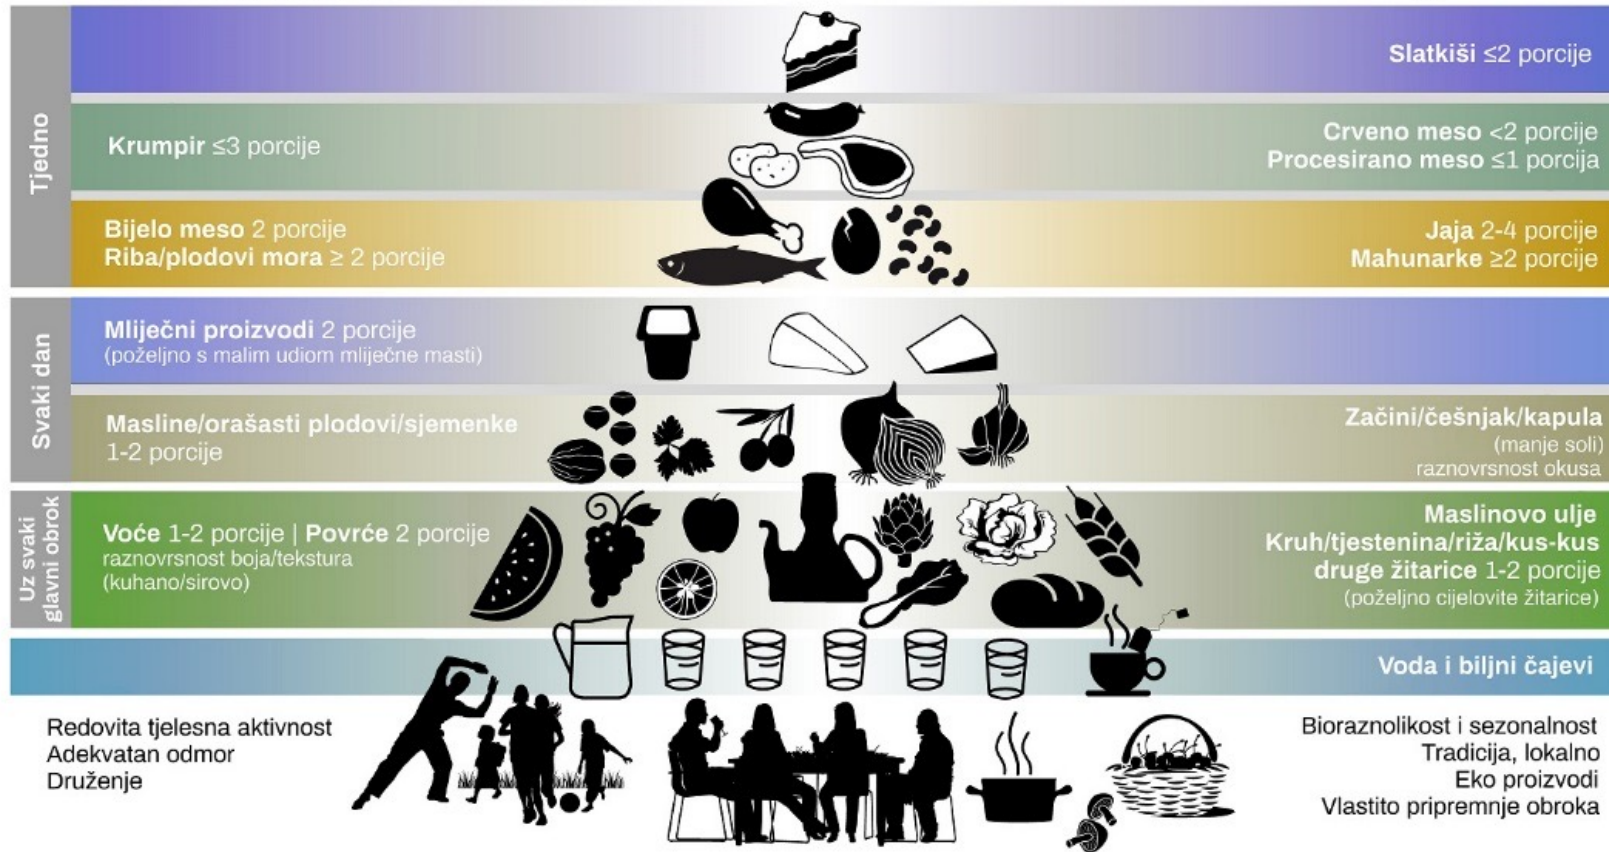 Tjedno
Slatkiši ≤2 porcije
Krumpir ≤3 porcije
Crveno meso <2 porcije
Procesirano meso ≤1 porcija
Bijelo meso 2 porcije
Riba/plodovi mora ≥ 2 porcije
Jaja 2-4 porcije
Mahunarke ≥2 porcije
Svaki dan
Mliječni proizvodi 2 porcije
(poželjno s malim udiom mliječne masti)
Masline/orašasti plodovi/sjemenke
1-2 porcije
Začini/češnjak/kapula
(manje soli)
raznovrsnost okusa
Uz svaki
glavni obrok
Voće 1-2 porcije | Povrće 2 porcije
raznovrsnost boja/tekstura
(kuhano/sirovo)
Maslinovo ulje
Kruh/tjestenina/riža/kus-kus
druge žitarice 1-2 porcije
(poželjno cijelovite žitarice)
Voda i biljni čajevi
Redovita tjelesna aktivnost
Adekvatan odmor
Druženje
Bioraznolikost i sezonalnost
Tradicija, lokalno
Eko proizvodi
Vlastito pripremnje obroka